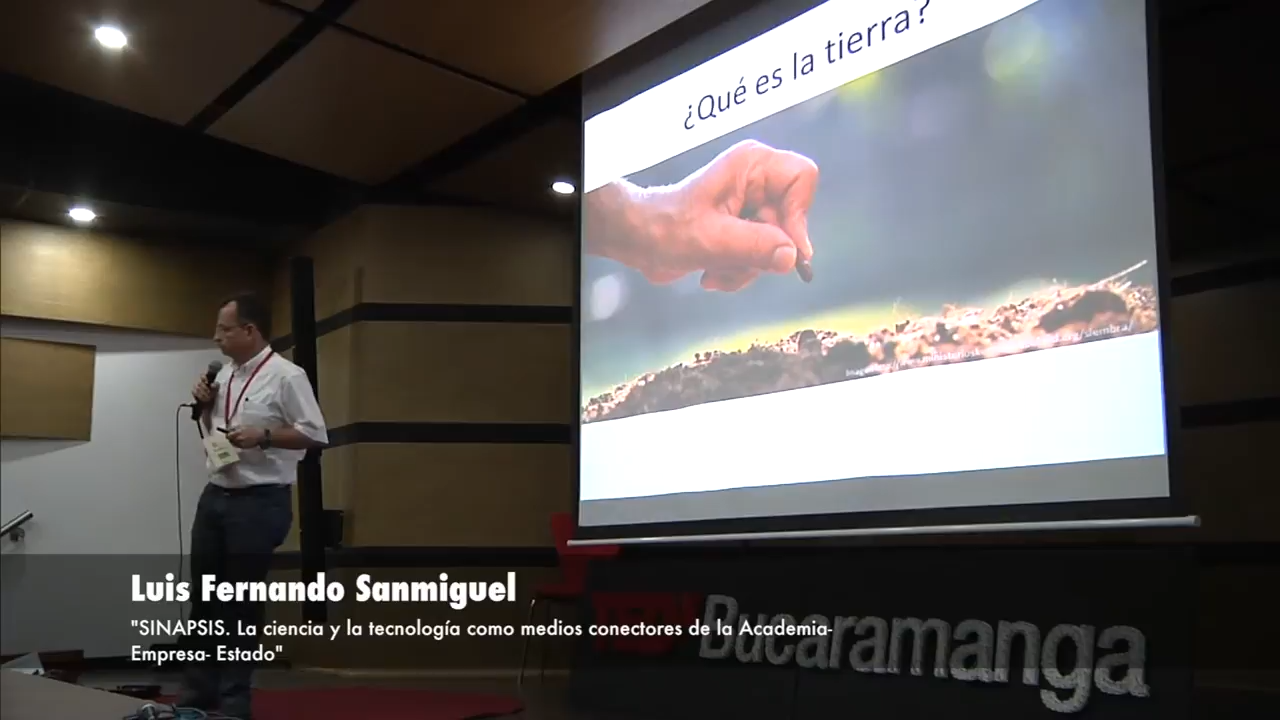 ¿Qué es la tierra?
Luis Fernando Sanmiguel
"SINAPSIS. La ciencia y la tecnología como medios conectores de la Academia-
Empresa- Estado"
TEDx Bucaramanga